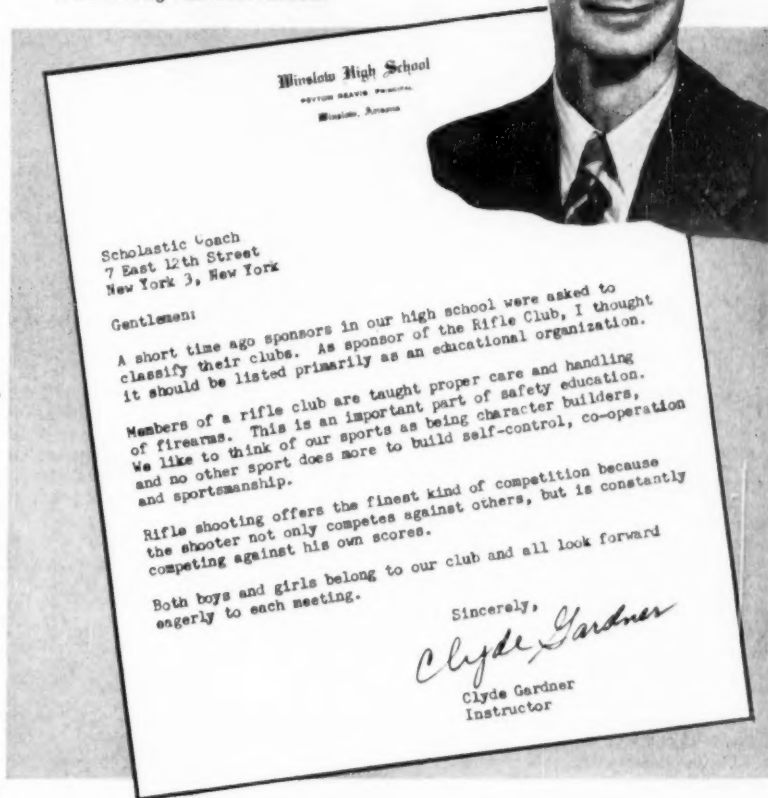 Winslow High School
PEYTON REAVIS PRINCIPAL
Winslow, Arizona
Scholastic Coach
7 East 12th Street
New York 3, New York
Gentlemen:
A short time ago sponsors in our high school were asked to
classify their clubs. As sponsor of the Rifle Club, I thought
it should be listed primarily as an educational organization.
Members of a rifle club are taught proper care and handling
of firearms. This is an important part of safety education.
We like to think of our sports as being character builders,
and no other sport does more to build self-control, co-operation
and sportsmanship.
Rifle shooting offers the finest kind of competition because
the shooter not only competes against others, but is constantly
competing against his own scores.
Both boys and girls belong to our club and all look forward
eagerly to each meeting.
Sincerely,
Clyde Gardner
Clyde Gardner
Instructor